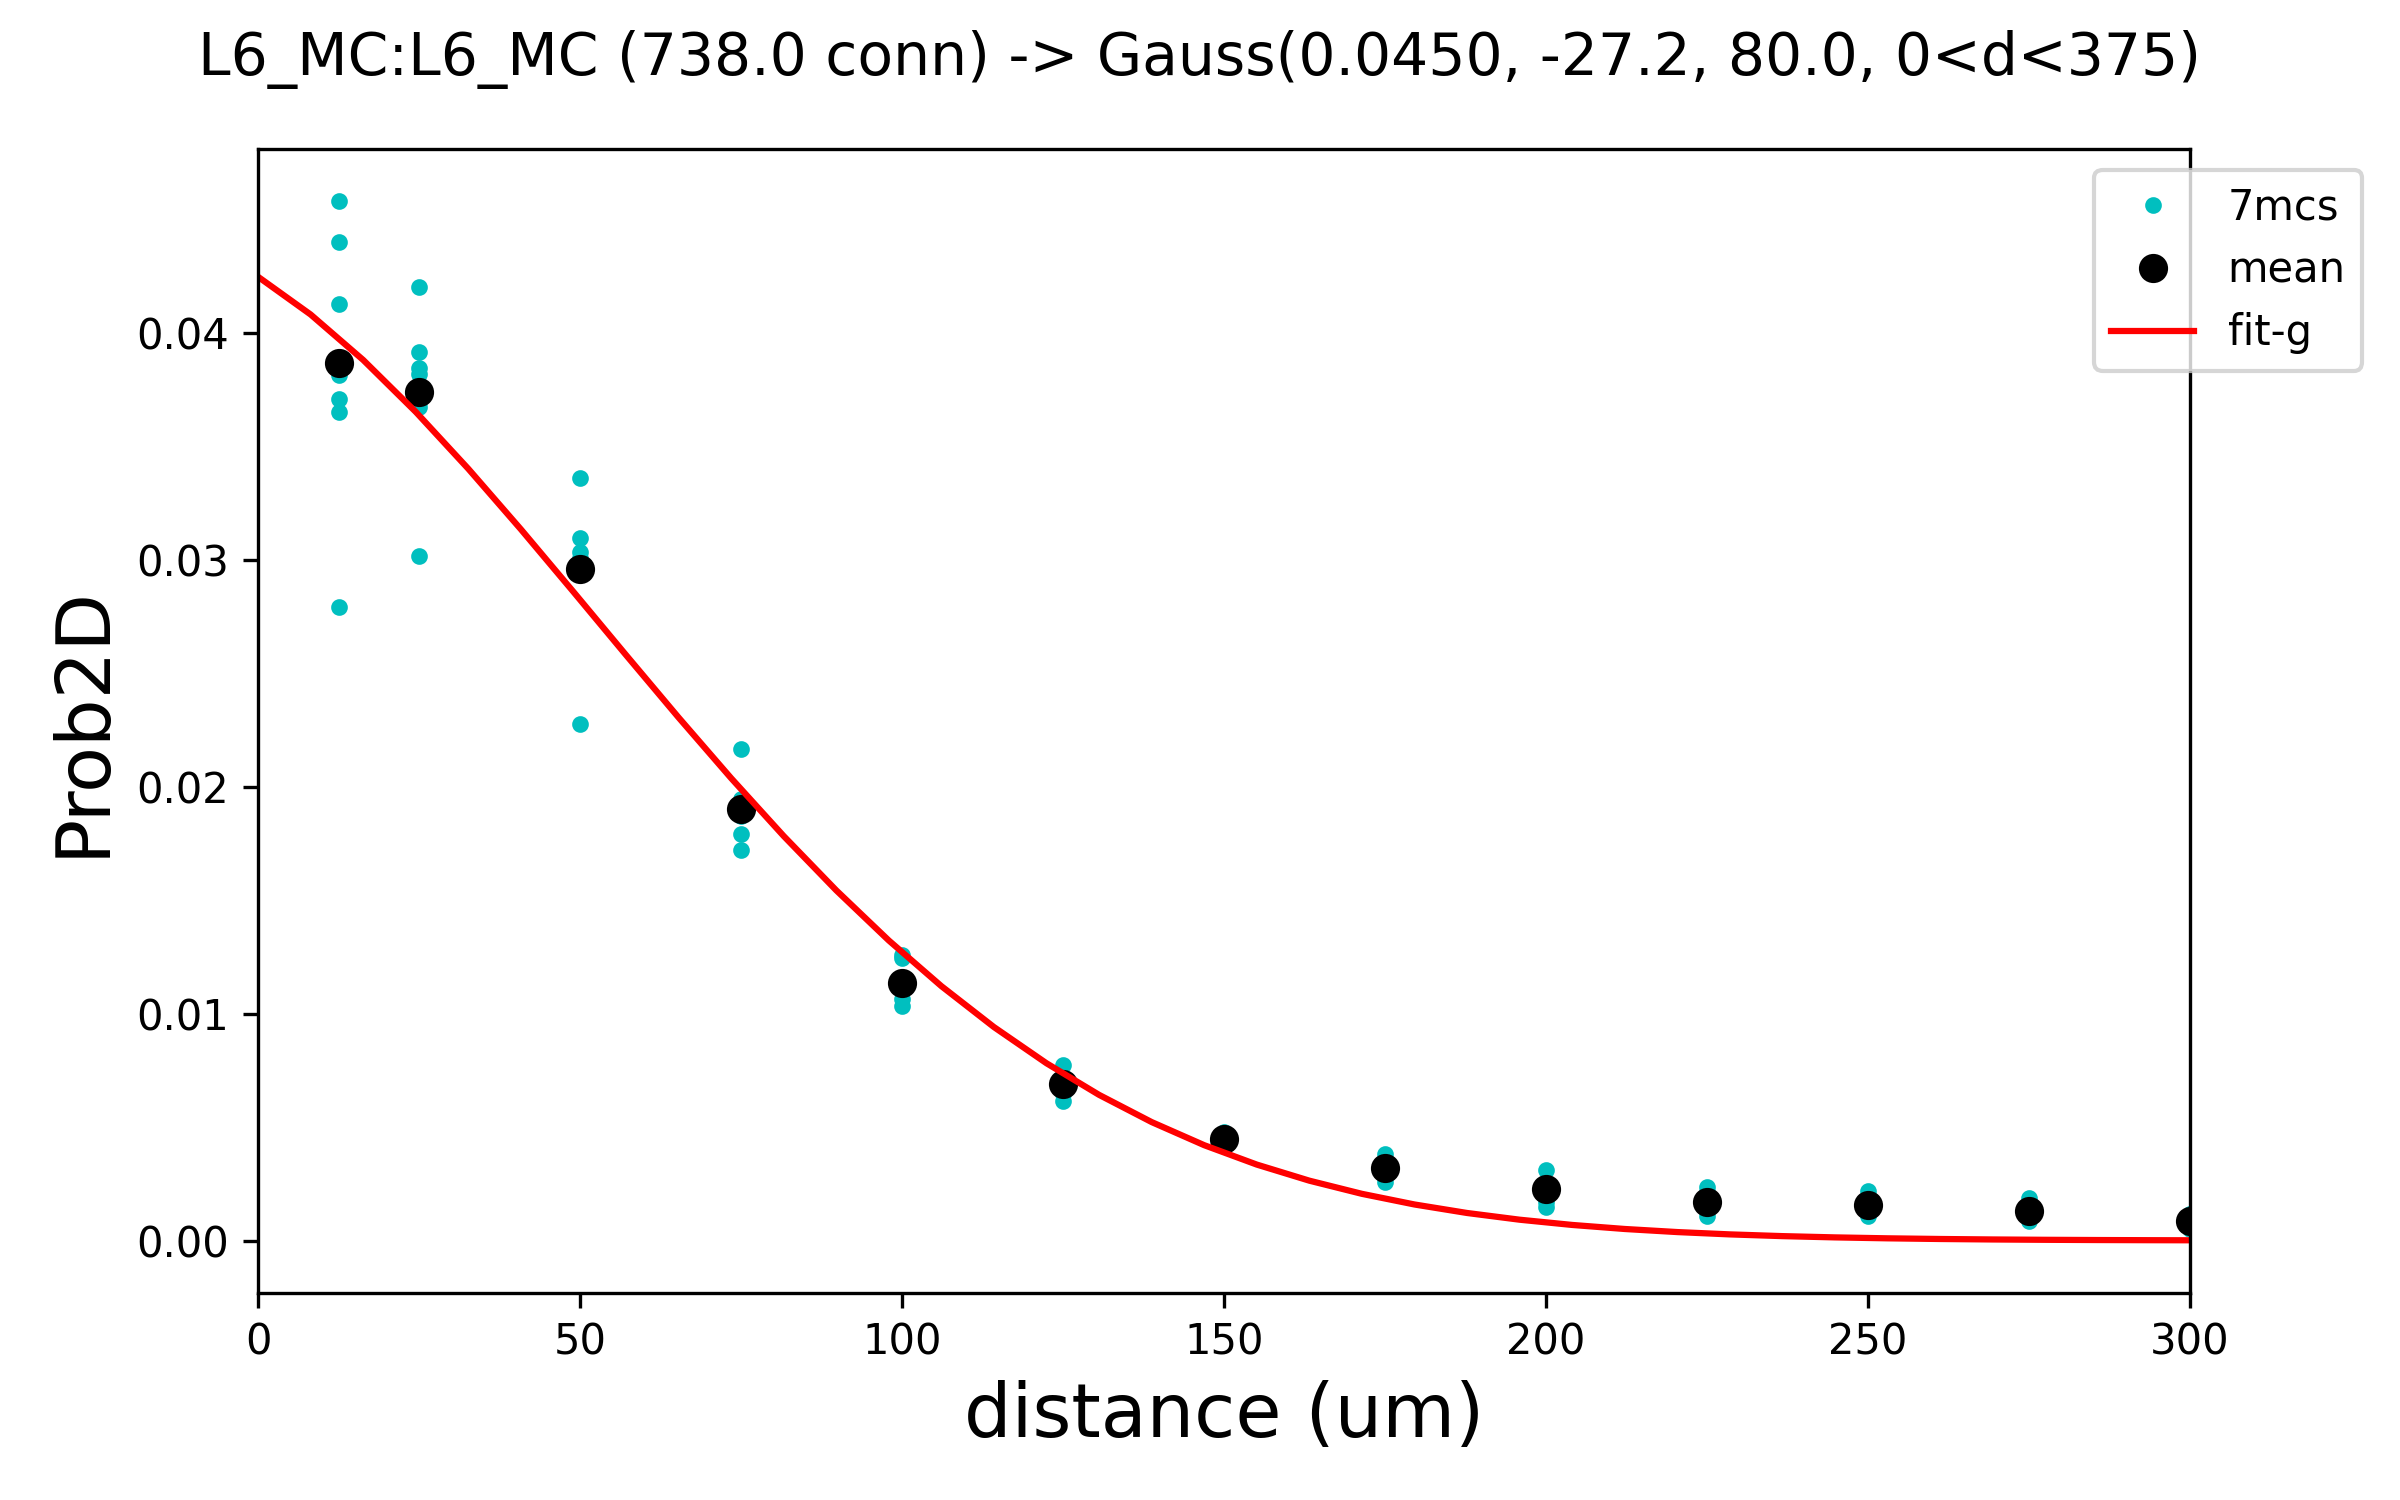 L6_MC:L6_MC (738.0 conn) -> Gauss(0.0450, -27.2, 80.0, 0<d<375)
7mcs
mean
fit-g
Prob2D
0.04
0.03
0.02
0.01
0.00
0 50 100 150 200 250 300
distance (um)